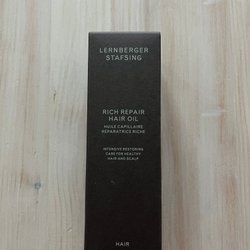 LERNBERGER
STAFSING
RICH REPAIR
HAIR OIL
HUILE CAPILLAIRE
RÉPARATRICE RICHE
INTENSIVE RESTORING
CARE FOR HEALTHY
HAIR AND SCALP
HAIR